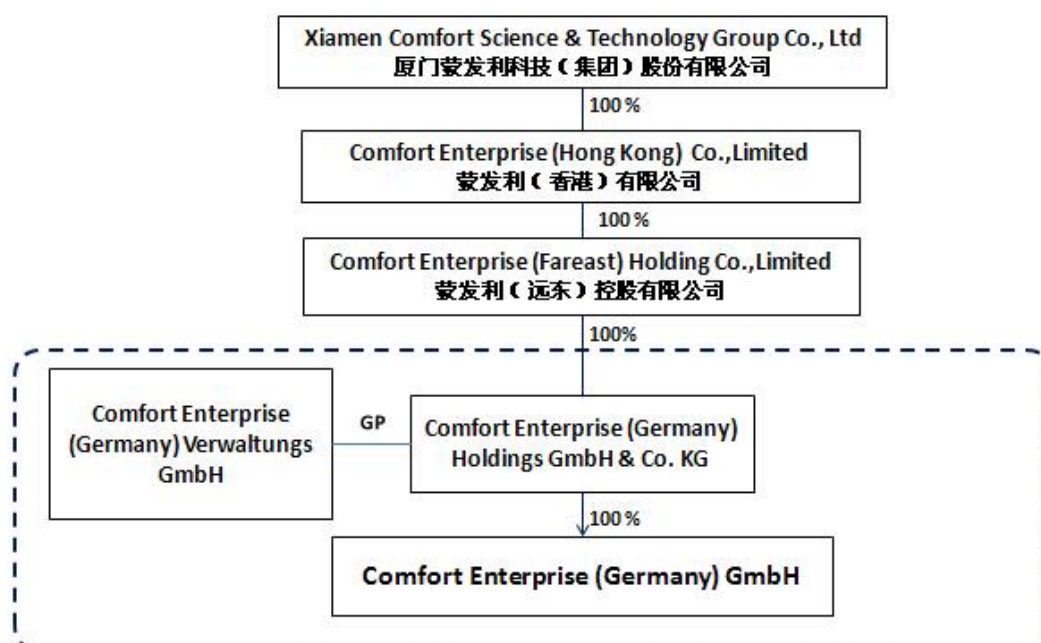 Xiamen Comfort Science & Technology Group Co., Ltd
厦门蒙发利科技（集团）股份有限公司
100%
Comfort Enterprise (Hong Kong) Co.,Limited
蒙发利（香港）有限公司
100%
Comfort Enterprise (Fareast) Holding Co.,Limited
蒙发利（远东）控股有限公司
100%
Comfort Enterprise
(Germany) Verwaltungs
GmbH
GP
Comfort Enterprise (Germany)
Holdings GmbH & Co. KG
100%
Comfort Enterprise (Germany) GmbH